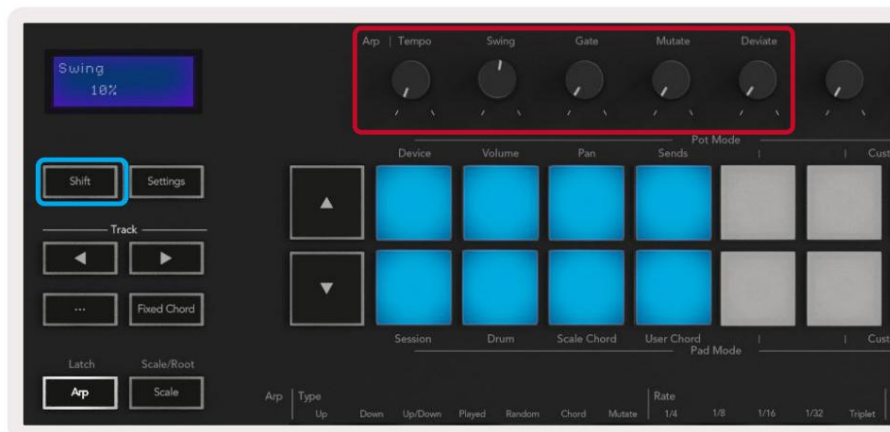 Swing
10%
Arp | Tempo Swing Gate Mutate Deviate
Pot Mode
Device Volume Pan Sends | | Cust
Shift Settings
Track
... Fixed Chord
Session Drum Scale Chord User Chord | | Cust
Pad Mode
Latch Scale/Root
Arp Scale
Arp Type Rate
Up Down Up/Down Played Random Chord Mutate 1/4 1/8 1/16 1/32 Triplet